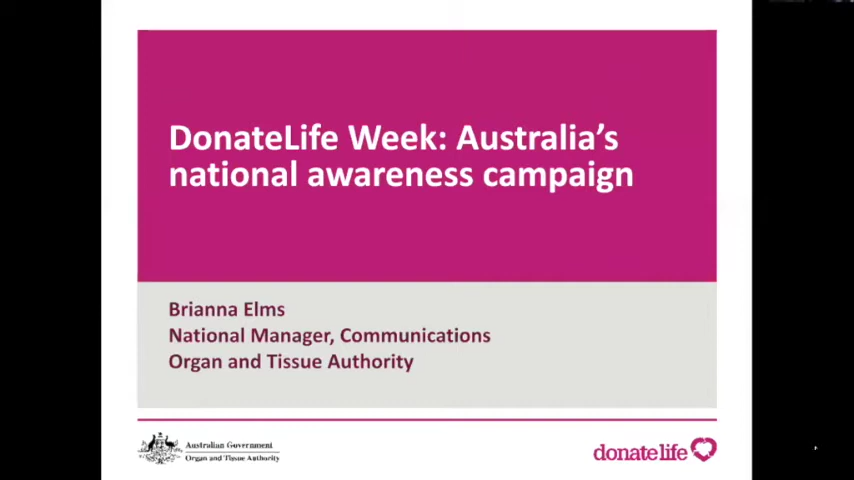 DonateLife Week: Australia’s
national awareness campaign
Brianna Elms
National Manager, Communications
Organ and Tissue Authority
Australian Government
Organ and Tissue Authority
donatelife